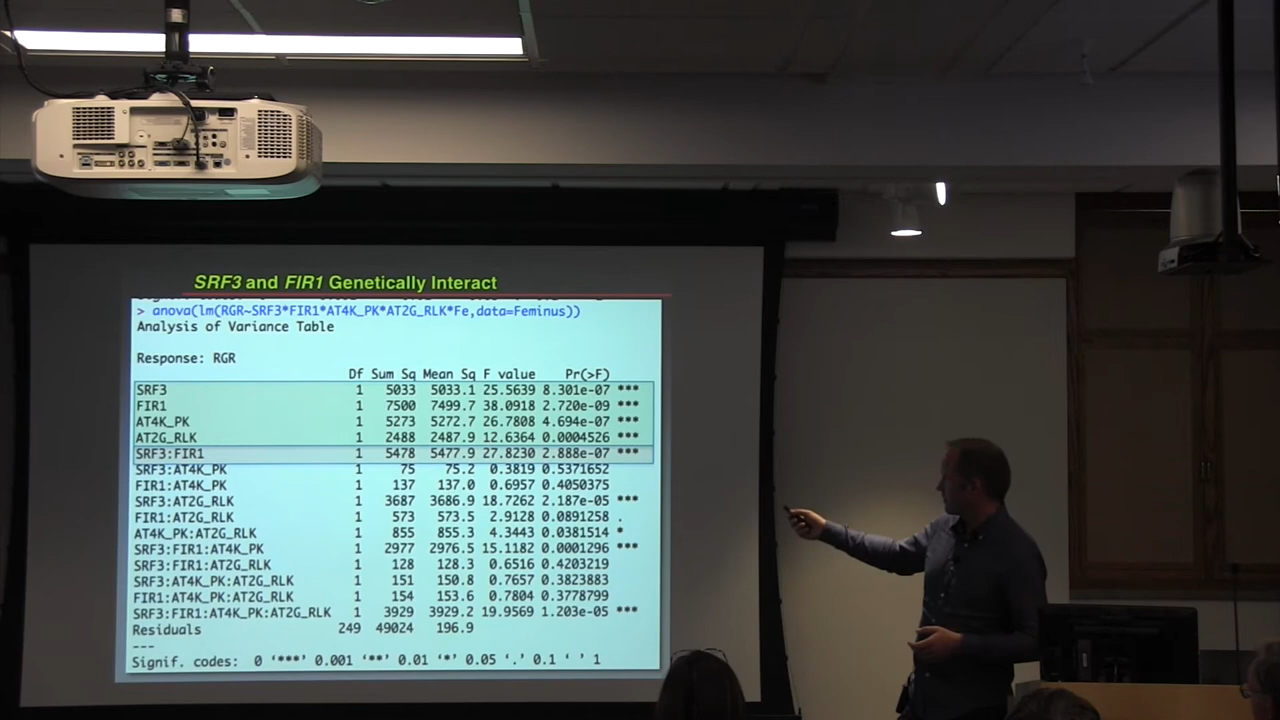 SRF3 and FIR1 Genetically Interact
> anova(lm(RGR~SRF3*FIR1*AT4K_PK*AT2G_RLK*Fe,data=Feminus))
Analysis of Variance Table
Response: RGR
Df Sum Sq Mean Sq F value Pr(>F)
SRF3 1 5033 5033.1 25.5639 8.301e-07 ***
FIR1 1 7500 7499.7 38.0918 2.720e-09 ***
AT4K_PK 1 5273 5272.7 26.7808 4.694e-07 ***
AT2G_RLK 1 2488 2487.9 12.6364 0.0004526 ***
SRF3:FIR1 1 5478 5477.9 27.8230 2.888e-07 ***
SRF3:AT4K_PK 1 75 75.2 0.3819 0.5371652
FIR1:AT4K_PK 1 137 137.0 0.6957 0.4050375
SRF3:AT2G_RLK 1 3687 3686.9 18.7262 2.187e-05 ***
FIR1:AT2G_RLK 1 573 573.5 2.9128 0.0891258 .
AT4K_PK:AT2G_RLK 1 855 855.3 4.3443 0.0381514 *
SRF3:FIR1:AT4K_PK 1 2977 2976.5 15.1182 0.0001296 ***
SRF3:FIR1:AT2G_RLK 1 128 128.3 0.6516 0.4203219
SRF3:AT4K_PK:AT2G_RLK 1 151 150.8 0.7657 0.3823883
FIR1:AT4K_PK:AT2G_RLK 1 154 153.6 0.7804 0.3778799
SRF3:FIR1:AT4K_PK:AT2G_RLK 1 3929 3929.2 19.9569 1.203e-05 ***
Residuals 249 49024 196.9
---
Signif. codes: 0 ‘***’ 0.001 ‘**’ 0.01 ‘*’ 0.05 ‘.’ 0.1 ‘ ’ 1